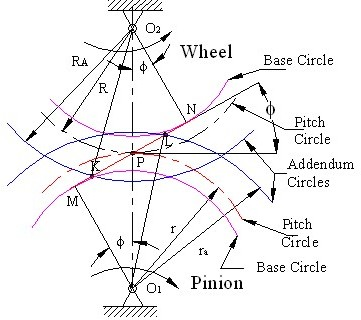 O2
RA
R
ϕ
Wheel
Base Circle
N
ϕ
Pitch
Circle
L
P
K
Addendum
Circles
M
ϕ
r
ra
Pitch
Circle
O1
Pinion
Base Circle